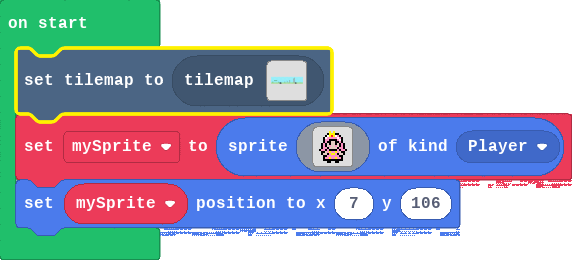 on start
set tilemap to tilemap
set mySprite to sprite of kind Player
set mySprite position to x 7 y 106